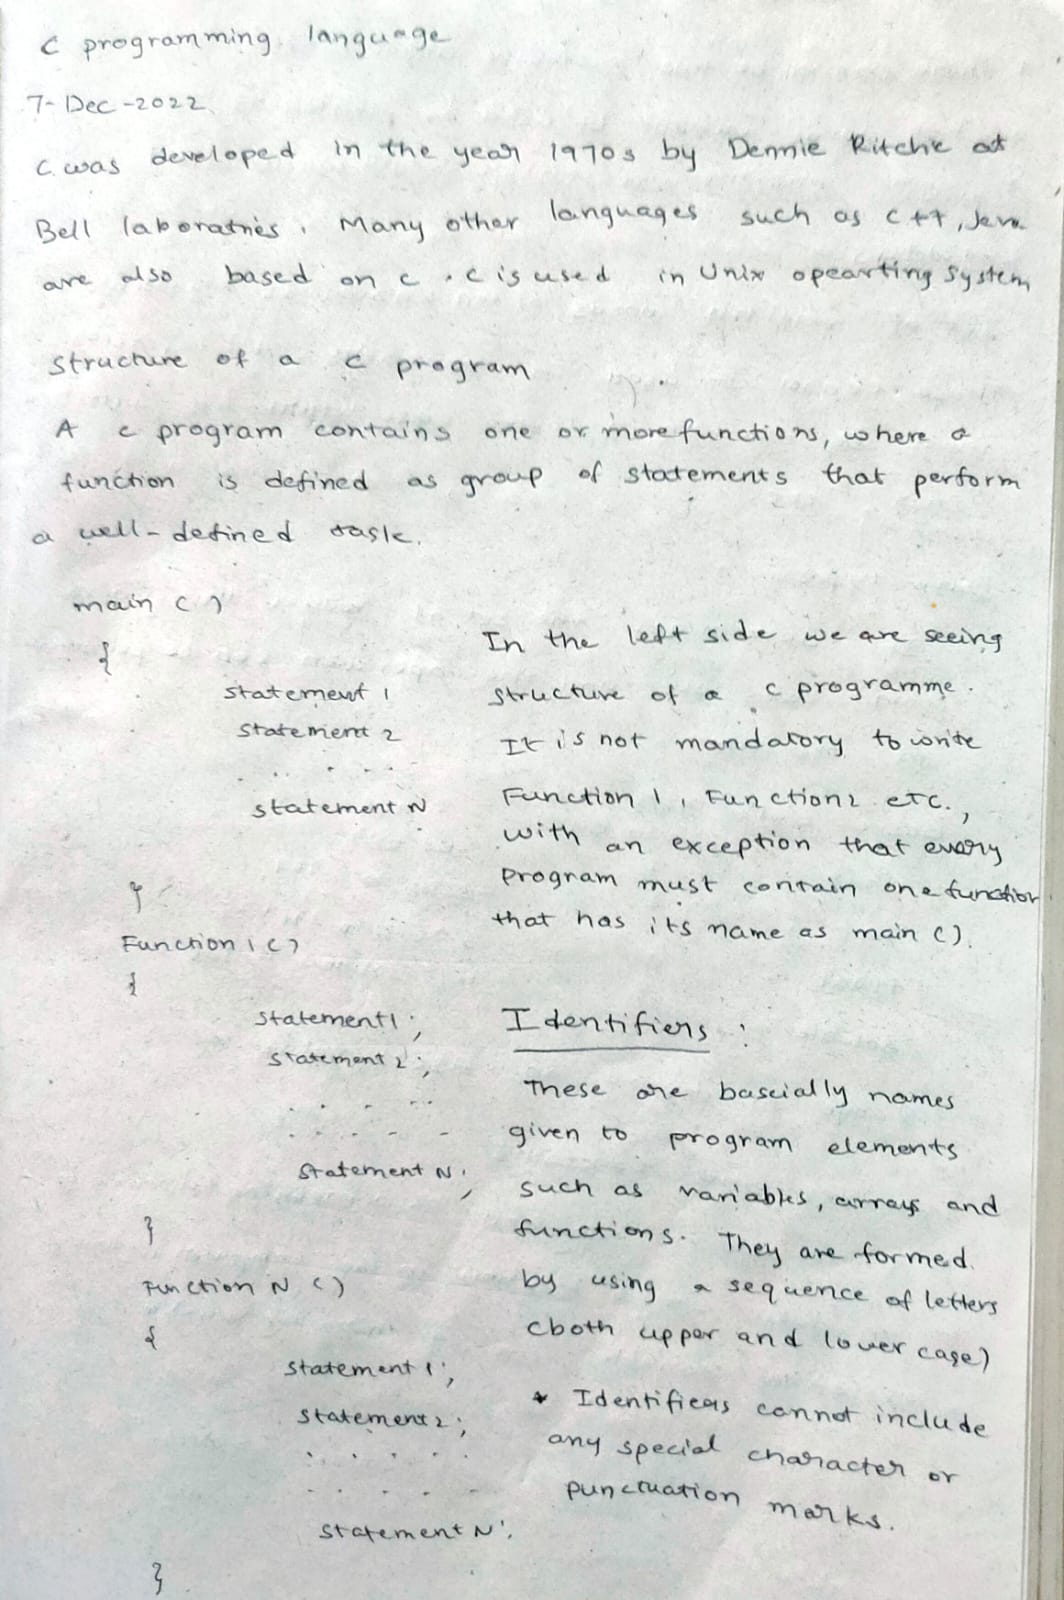 C programming language
7-Dec-2022
C was developed in the year 1970s by Dennie Ritchie at
Bell laboratries. Many other languages such as C++, Java
are also based on C. C is used in Unix opearting System
Structure of a C program
A C program contains one or more functions, where a
function is defined as group of statements that perform
a well-defined task.
main ()
{
statement 1
statement 2
. . . . . .
statement N
}
Function 1 ()
{
statement 1;
statement 2;
. . . . .
. . . . .
statement N;
}
Function N ()
{
statement 1;
statement 2;
. . . . .
. . . . .
statement N;
}
In the left side we are seeing
structure of a C programme.
It is not mandatory to write
Function 1, Function 2 etc.,
with an exception that every
program must contain one function
that has its name as main ().
Identifiers :
These are bascially names
given to program elements
such as variables, arrays and
functions. They are formed
by using a sequence of letters
(both upper and lower case)
* Identifiers cannot include
any special character or
punctuation marks.